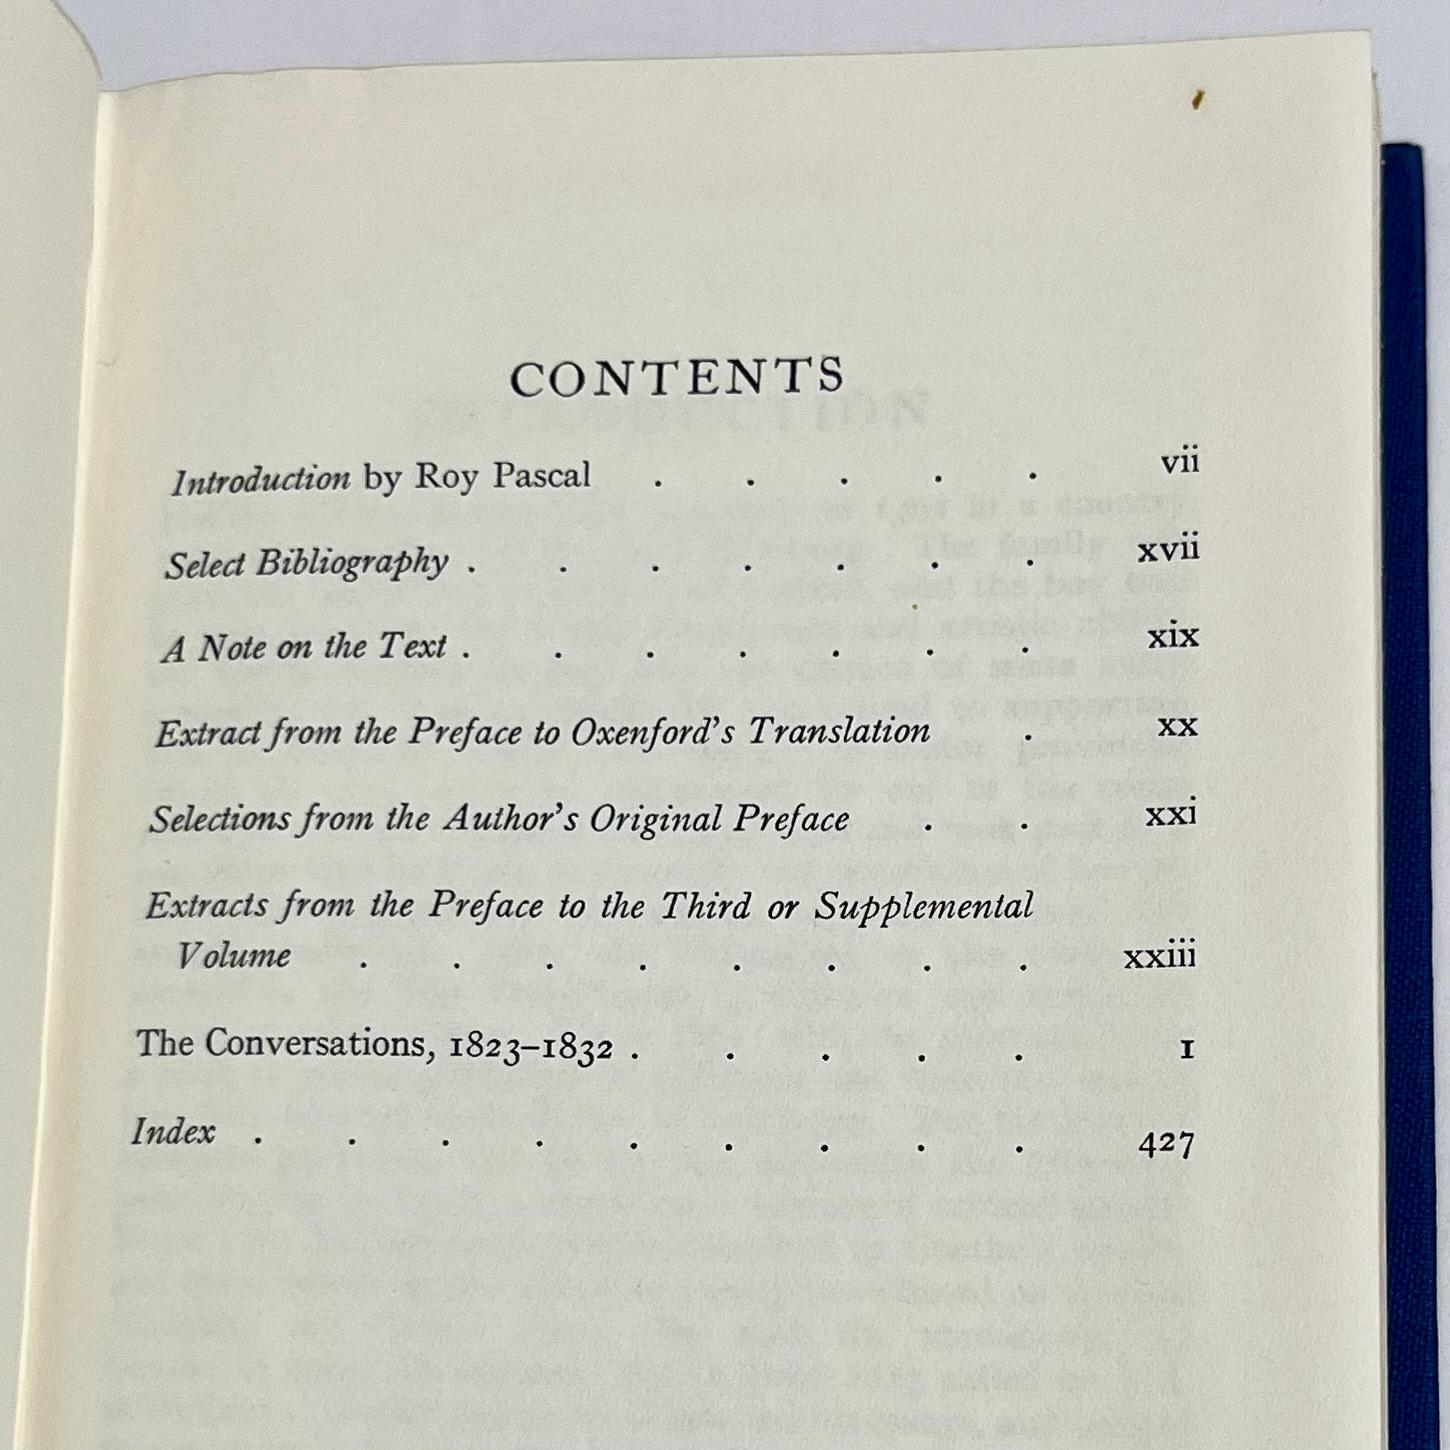 CONTENTS
Introduction by Roy Pascal . . . . . vii
Select Bibliography . . . . . . . xvii
A Note on the Text . . . . . . . xix
Extract from the Preface to Oxenford's Translation . xx
Selections from the Author's Original Preface . . xxi
Extracts from the Preface to the Third or Supplemental
Volume . . . . . . . . xxiii
The Conversations, 1823–1832 . . . . . 1
Index . . . . . . . . . 427